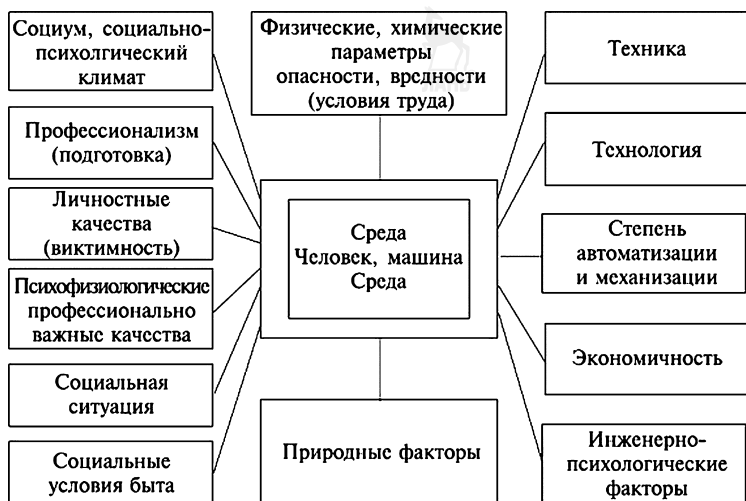 Социум, социально-
психолгический
климат
Профессионализм
(подготовка)
Личностные
качества
(виктимность)
Психофизиологические
профессионально
важные качества
Социальная
ситуация
Социальные
условия быта
Физические, химические
параметры
опасности, вредности
(условия труда)
Среда
Человек, машина
Среда
Природные факторы
Техника
Технология
Степень
автоматизации
и механизации
Экономичность
Инженерно-
психологические
факторы